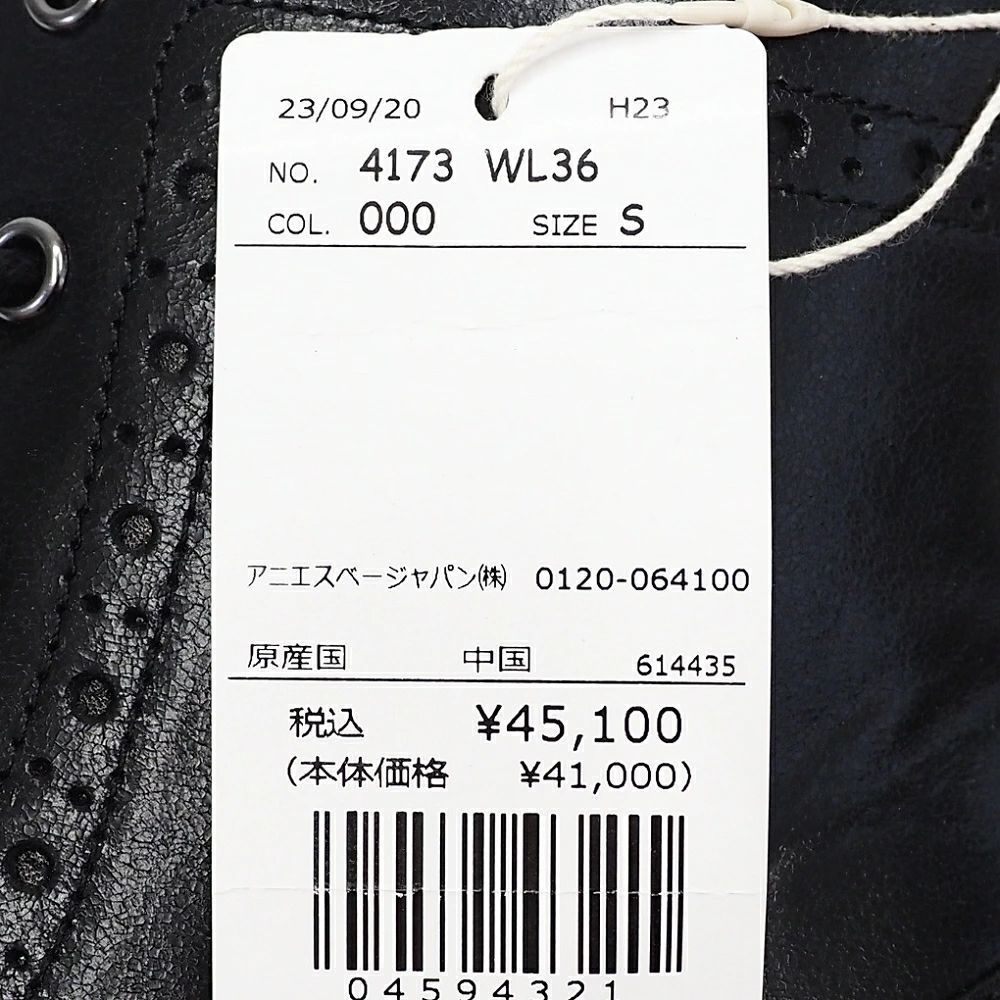 23/09/20 H23
NO. 4173 WL36
COL. 000 SIZE S
アニエスベージャパン㈱ 0120-064100
原産国 中国 614435
税込 ¥45,100
(本体価格 ¥41,000)
04594321